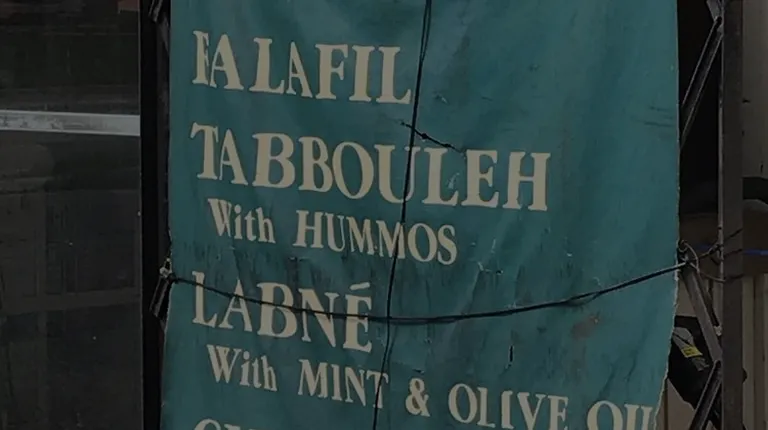 FALAFIL
TABBOULEH
With HUMMOS
LABNÉ
With MINT & OLIVE OIL